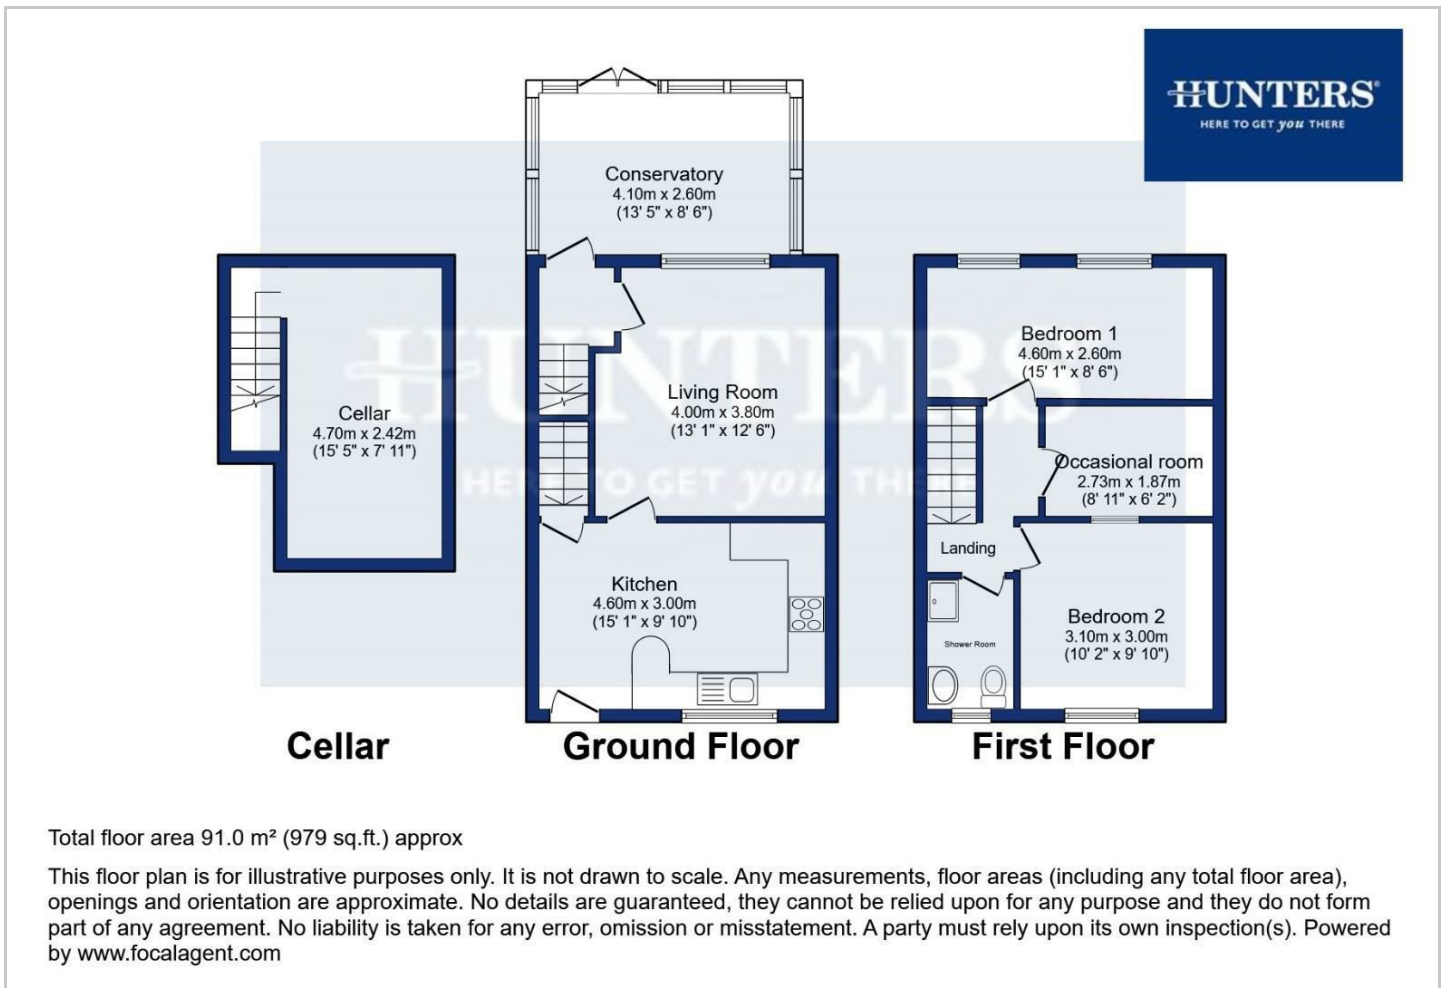 HUNTERS®
HERE TO GET you THERE
Conservatory
4.10m x 2.60m
(13' 5" x 8' 6")
HUNTERS
HERE TO GET you THERE
Cellar
4.70m x 2.42m
(15' 5" x 7' 11")
Living Room
4.00m x 3.80m
(13' 1" x 12' 6")
Kitchen
4.60m x 3.00m
(15' 1" x 9' 10")
Bedroom 1
4.60m x 2.60m
(15' 1" x 8' 6")
Occasional room
2.73m x 1.87m
(8' 11" x 6' 2")
Landing
Bedroom 2
3.10m x 3.00m
(10' 2" x 9' 10")
Shower Room
Cellar
Ground Floor
First Floor
Total floor area 91.0 m² (979 sq.ft.) approx
This floor plan is for illustrative purposes only. It is not drawn to scale. Any measurements, floor areas (including any total floor area),
openings and orientation are approximate. No details are guaranteed, they cannot be relied upon for any purpose and they do not form
part of any agreement. No liability is taken for any error, omission or misstatement. A party must rely upon its own inspection(s). Powered
by www.focalagent.com